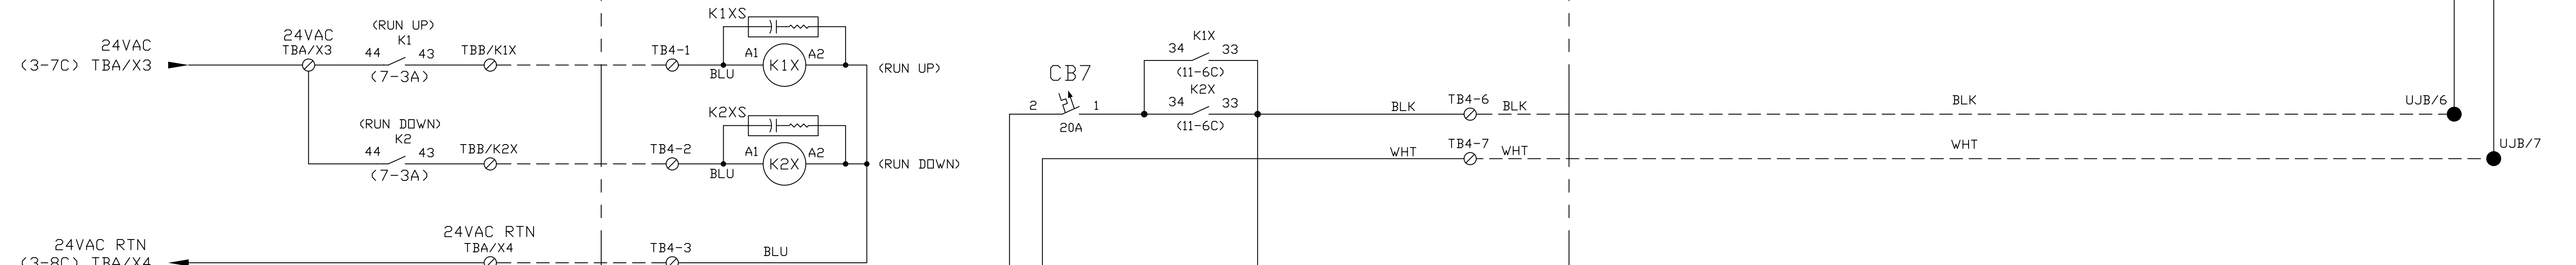 24VAC
(3-7C) TBA/X3
24VAC
TBA/X3
(RUN UP)
K1
44 43
(7-3A)
TBB/K1X
TB4-1
BLU
K1XS
A1 K1X A2
(RUN UP)
(RUN DOWN)
K2
44 43
(7-3A)
TBB/K2X
TB4-2
BLU
K2XS
A1 K2X A2
(RUN DOWN)
24VAC RTN
(3-8C) TBA/X4
24VAC RTN
TBA/X4
TB4-3
BLU
CB7
2 1
20A
K1X
34 33
(11-6C)
K2X
34 33
(11-6C)
BLK TB4-6 BLK
BLK
UJB/6
WHT TB4-7 WHT
WHT
UJB/7